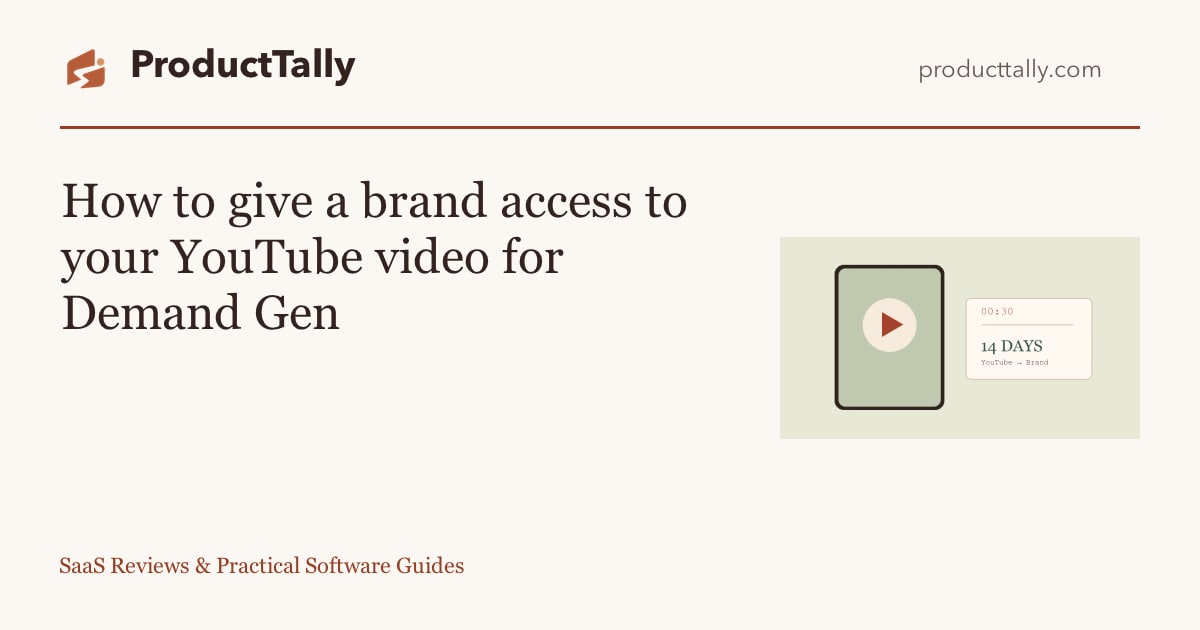 ProductTally
producttally.com
How to give a brand access to
your YouTube video for
Demand Gen
00:30
14 DAYS
YouTube → Brand
SaaS Reviews & Practical Software Guides